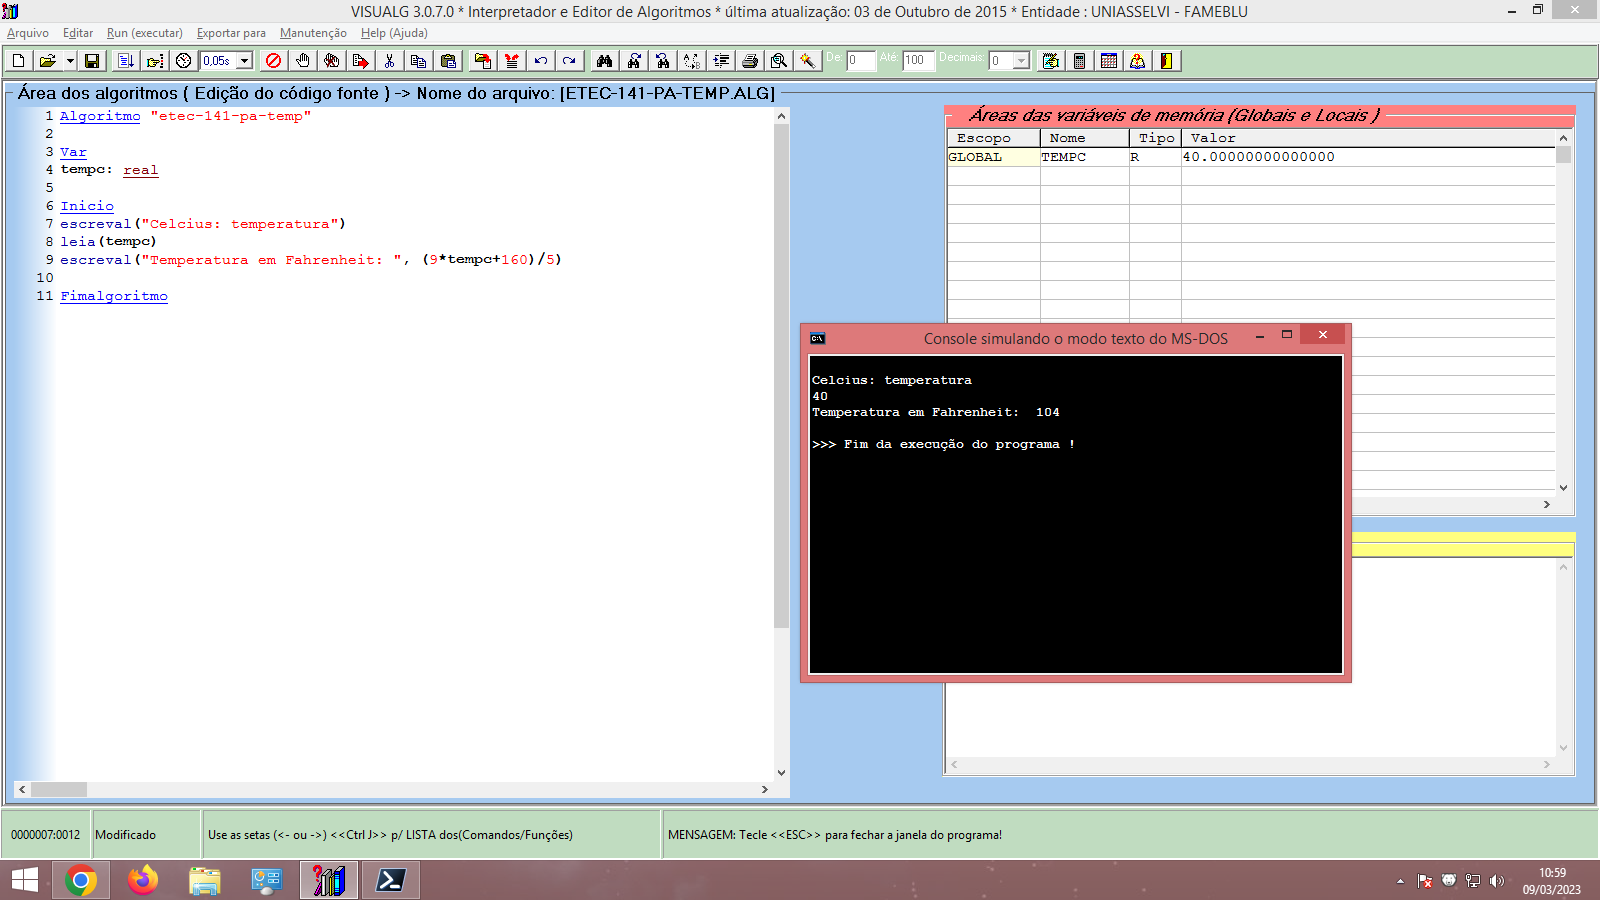 VISUALG 3.0.7.0 * Interpretador e Editor de Algoritmos * última atualização: 03 de Outubro de 2015 * Entidade : UNIASSELVI - FAMEBLU
Arquivo Editar Run (executar) Exportar para Manutenção Help (Ajuda)
0,05s De: 0 Até: 100 Decimais: 0
Área dos algoritmos ( Edição do código fonte ) -> Nome do arquivo: [ETEC-141-PA-TEMP.ALG]
1 Algoritmo "etec-141-pa-temp"
2
3 Var
4 tempc: real
5
6 Inicio
7 escreval("Celcius: temperatura")
8 leia(tempc)
9 escreval("Temperatura em Fahrenheit: ", (9*tempc+160)/5)
10
11 Fimalgoritmo
Áreas das variáveis de memória (Globais e Locais )
Escopo Nome Tipo Valor
GLOBAL TEMPC R 40.00000000000000
Console simulando o modo texto do MS-DOS
Celcius: temperatura
40
Temperatura em Fahrenheit:  104
>>> Fim da execução do programa !
0000007:0012 Modificado Use as setas (<- ou ->) <<Ctrl J>> p/ LISTA dos(Comandos/Funções) MENSAGEM: Tecle <<ESC>> para fechar a janela do programa!
10:59
09/03/2023